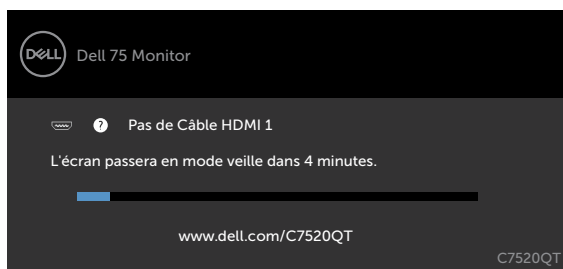 DELL
Dell 75 Monitor
? Pas de Câble HDMI 1
L'écran passera en mode veille dans 4 minutes.
www.dell.com/C7520QT
C7520QT